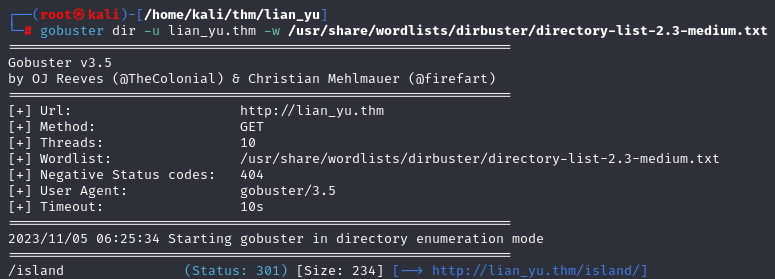 ┌──(root㉿kali)-[/home/kali/thm/lian_yu]
└─# gobuster dir -u lian_yu.thm -w /usr/share/wordlists/dirbuster/directory-list-2.3-medium.txt
===============================================================
Gobuster v3.5
by OJ Reeves (@TheColonial) & Christian Mehlmauer (@firefart)
===============================================================
[+] Url:                     http://lian_yu.thm
[+] Method:                  GET
[+] Threads:                 10
[+] Wordlist:                /usr/share/wordlists/dirbuster/directory-list-2.3-medium.txt
[+] Negative Status codes:   404
[+] User Agent:              gobuster/3.5
[+] Timeout:                 10s
===============================================================
2023/11/05 06:25:34 Starting gobuster in directory enumeration mode
===============================================================
/island               (Status: 301) [Size: 234] [--> http://lian_yu.thm/island/]